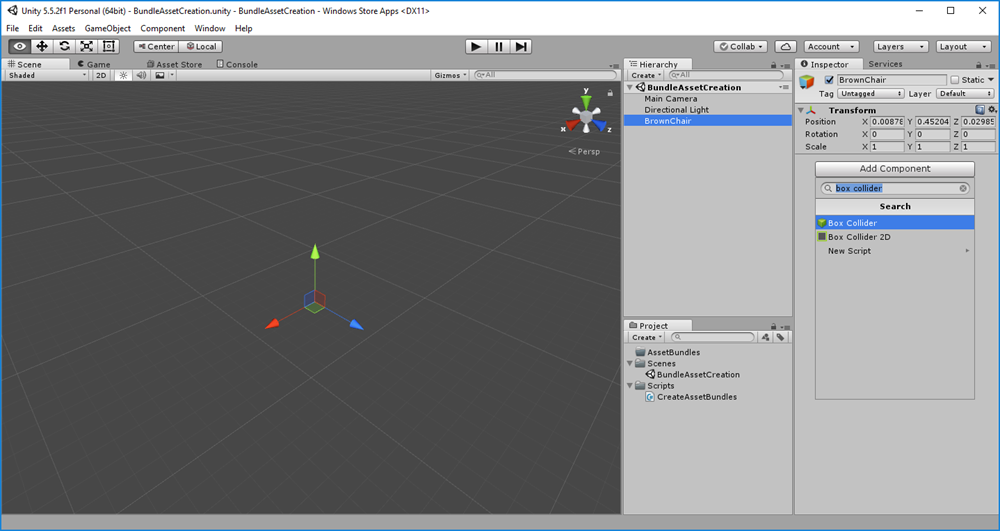 Unity 5.5.2f1 Personal (64bit) - BundleAssetCreation.unity - BundleAssetCreation - Windows Store Apps <DX11>
File Edit Assets GameObject Component Window Help
Center Local Collab Account Layers Layout
Scene Game Asset Store Console
Shaded 2D Gizmos All
y
x z
Persp
Hierarchy
Create All
BundleAssetCreation
Main Camera
Directional Light
BrownChair
Project
Create
AssetBundles
Scenes
BundleAssetCreation
Scripts
CreateAssetBundles
Inspector Services
BrownChair Static
Tag Untagged Layer Default
Transform
Position X 0.00878 Y 0.45204 Z 0.02985
Rotation X 0 Y 0 Z 0
Scale X 1 Y 1 Z 1
Add Component
box collider
Search
Box Collider
Box Collider 2D
New Script